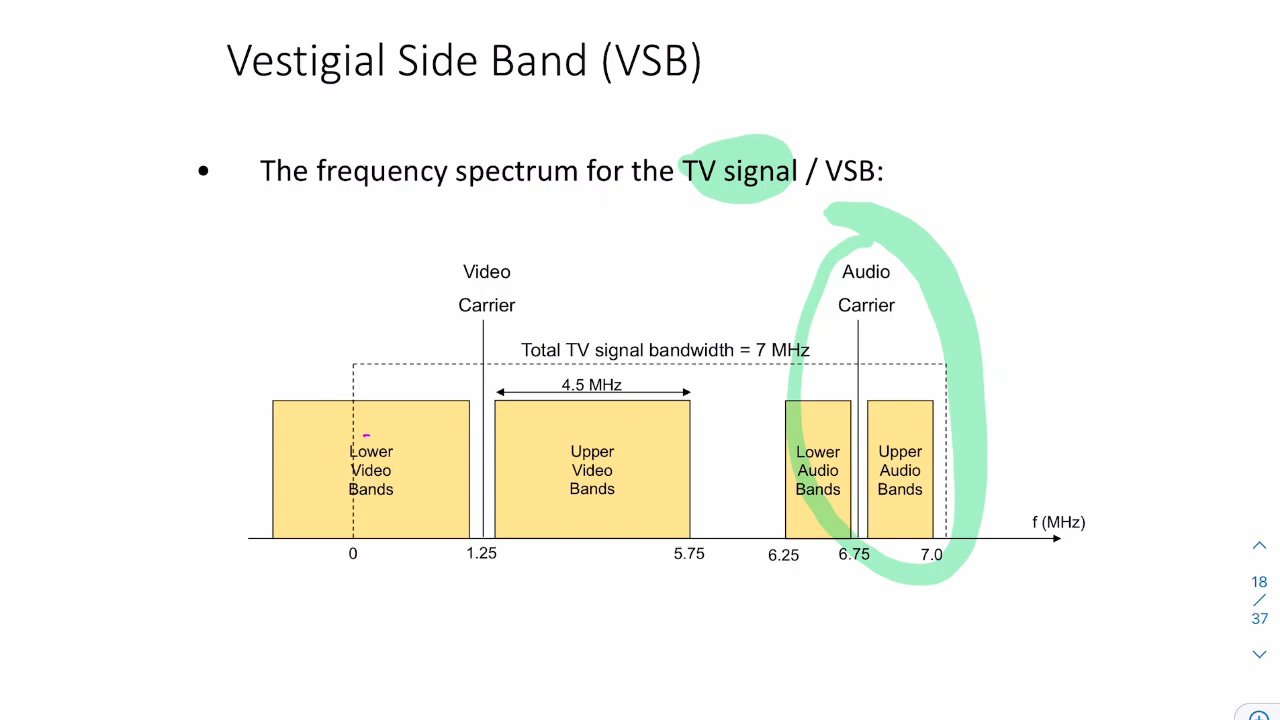 Vestigial Side Band (VSB)
• The frequency spectrum for the TV signal / VSB:
Video
Carrier
Audio
Carrier
Total TV signal bandwidth = 7 MHz
4.5 MHz
Lower
Video
Bands
Upper
Video
Bands
Lower
Audio
Bands
Upper
Audio
Bands
f (MHz)
0
1.25
5.75
6.25
6.75
7.0
18
/
37